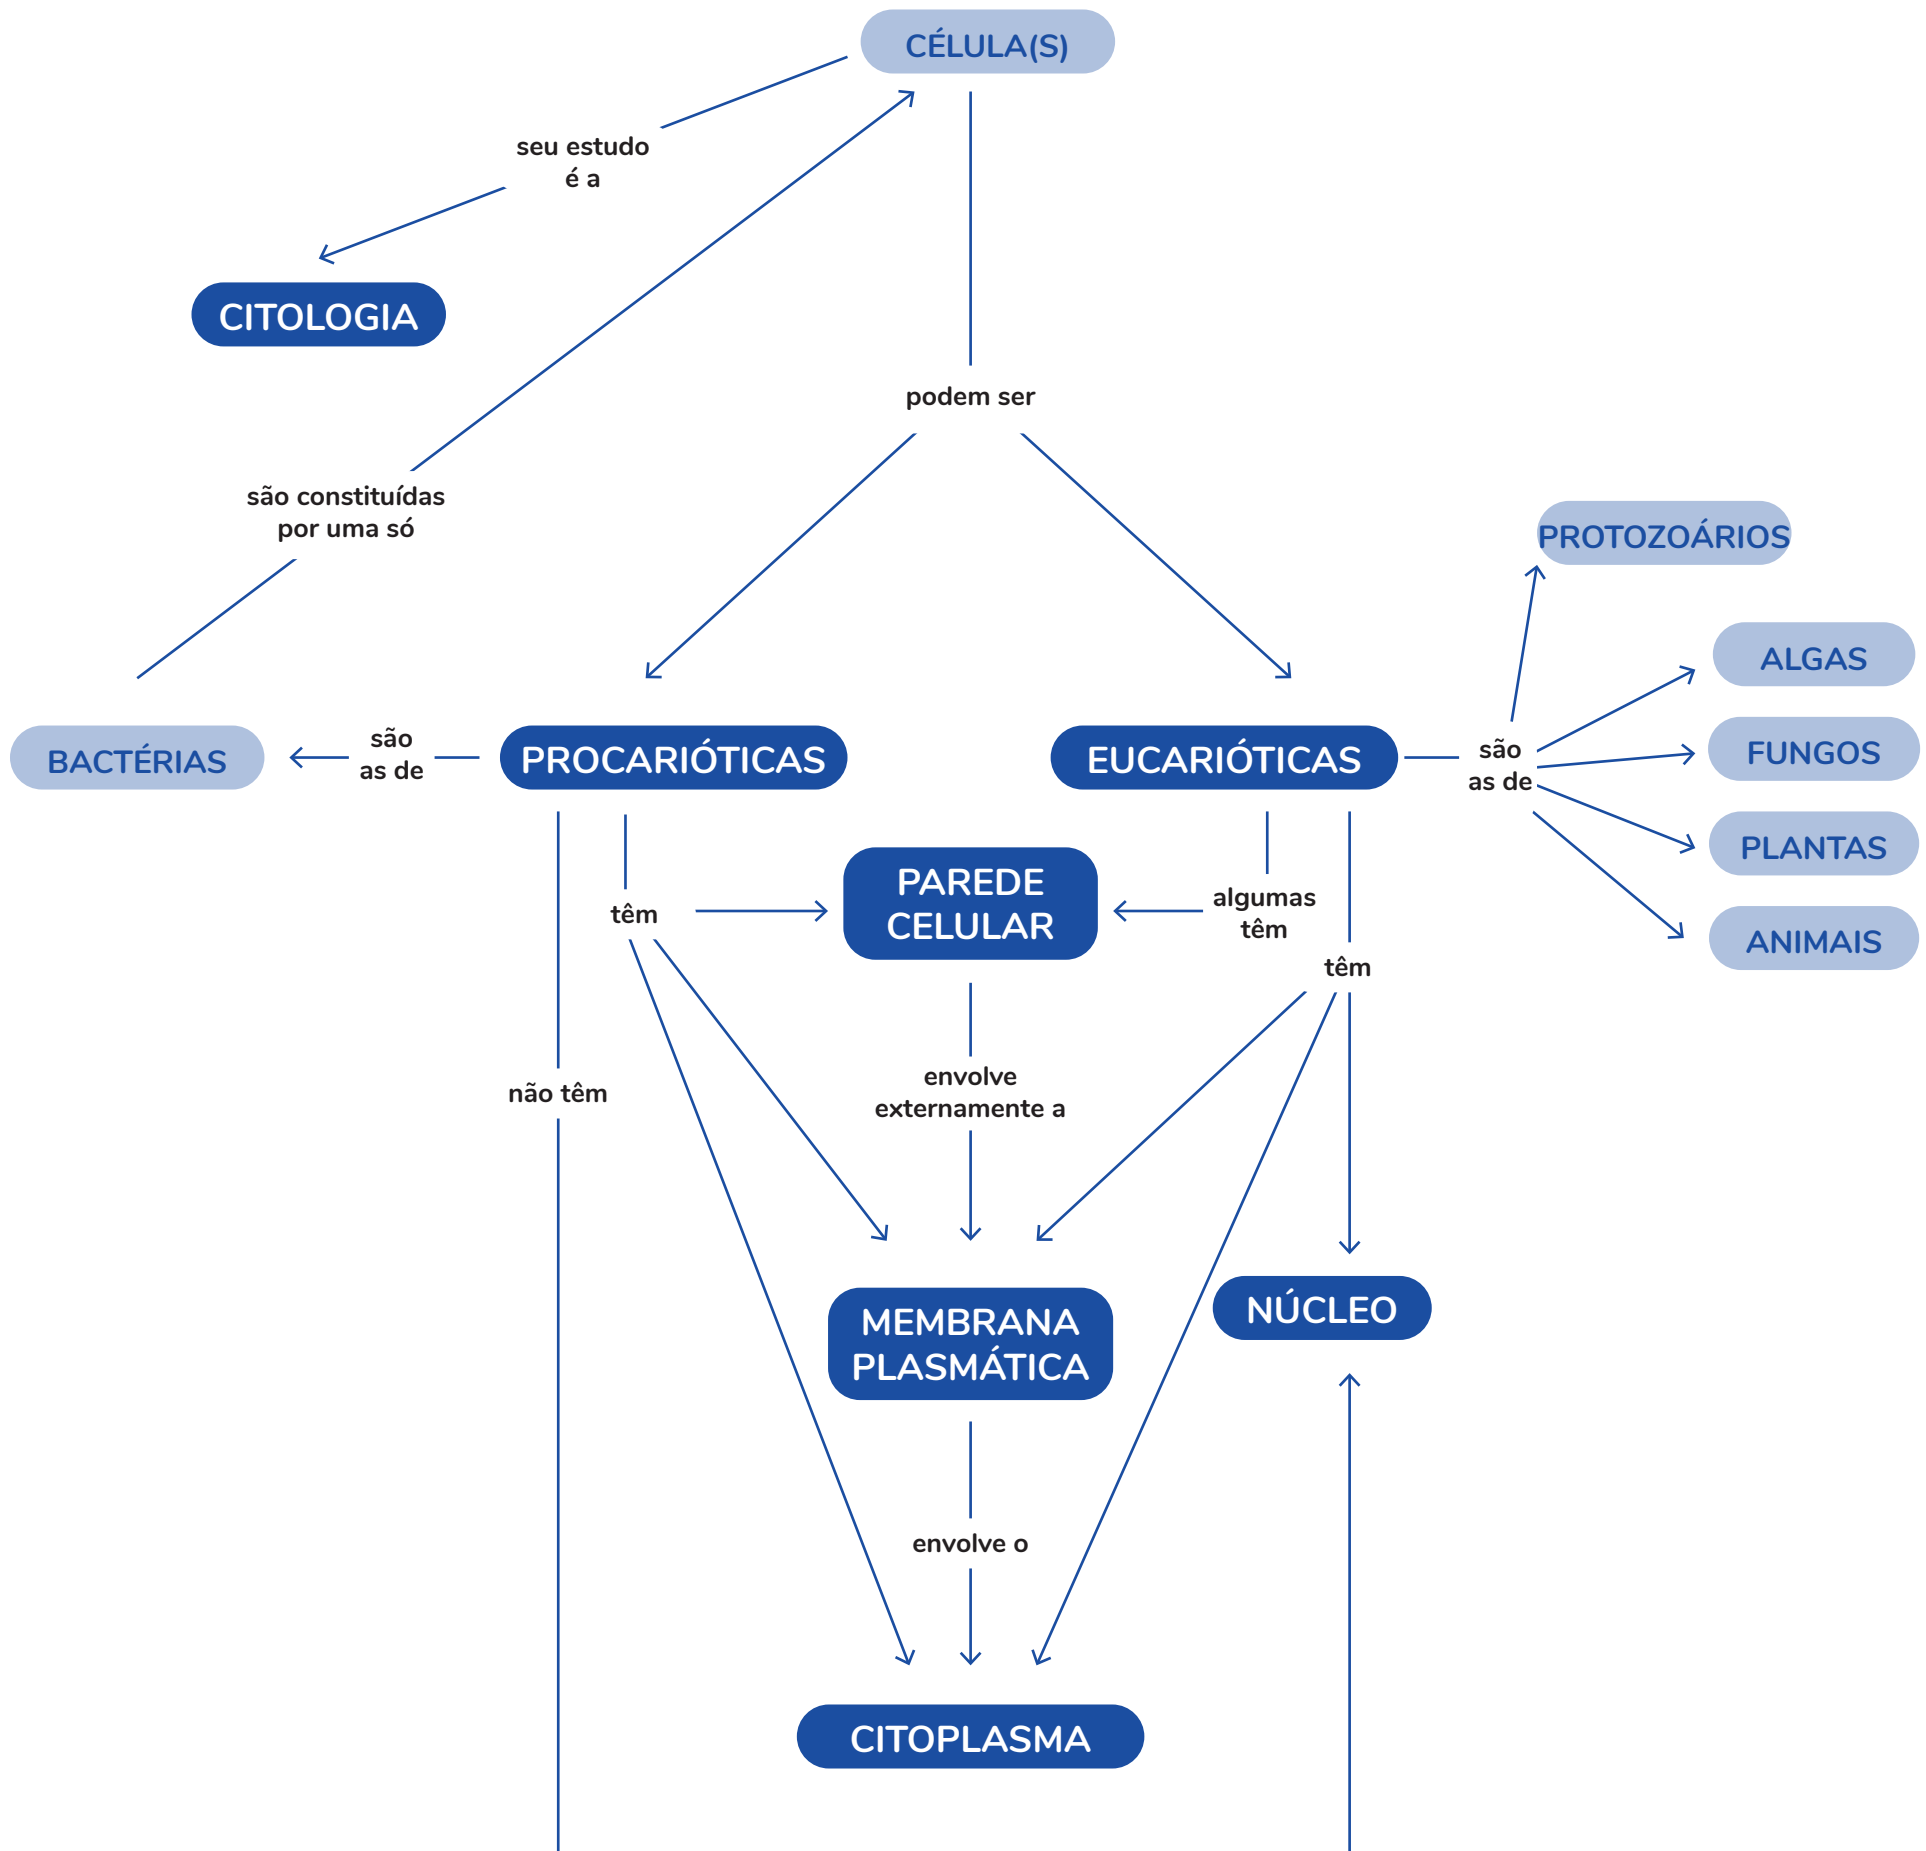 CÉLULA(S)
seu estudo
é a
CITOLOGIA
podem ser
são constituídas
por uma só
PROTOZOÁRIOS
ALGAS
BACTÉRIAS
são
as de
PROCARIÓTICAS
EUCARIÓTICAS
são
as de
FUNGOS
PLANTAS
ANIMAIS
têm
PAREDE
CELULAR
algumas
têm
têm
não têm
envolve
externamente a
MEMBRANA
PLASMÁTICA
NÚCLEO
envolve o
CITOPLASMA